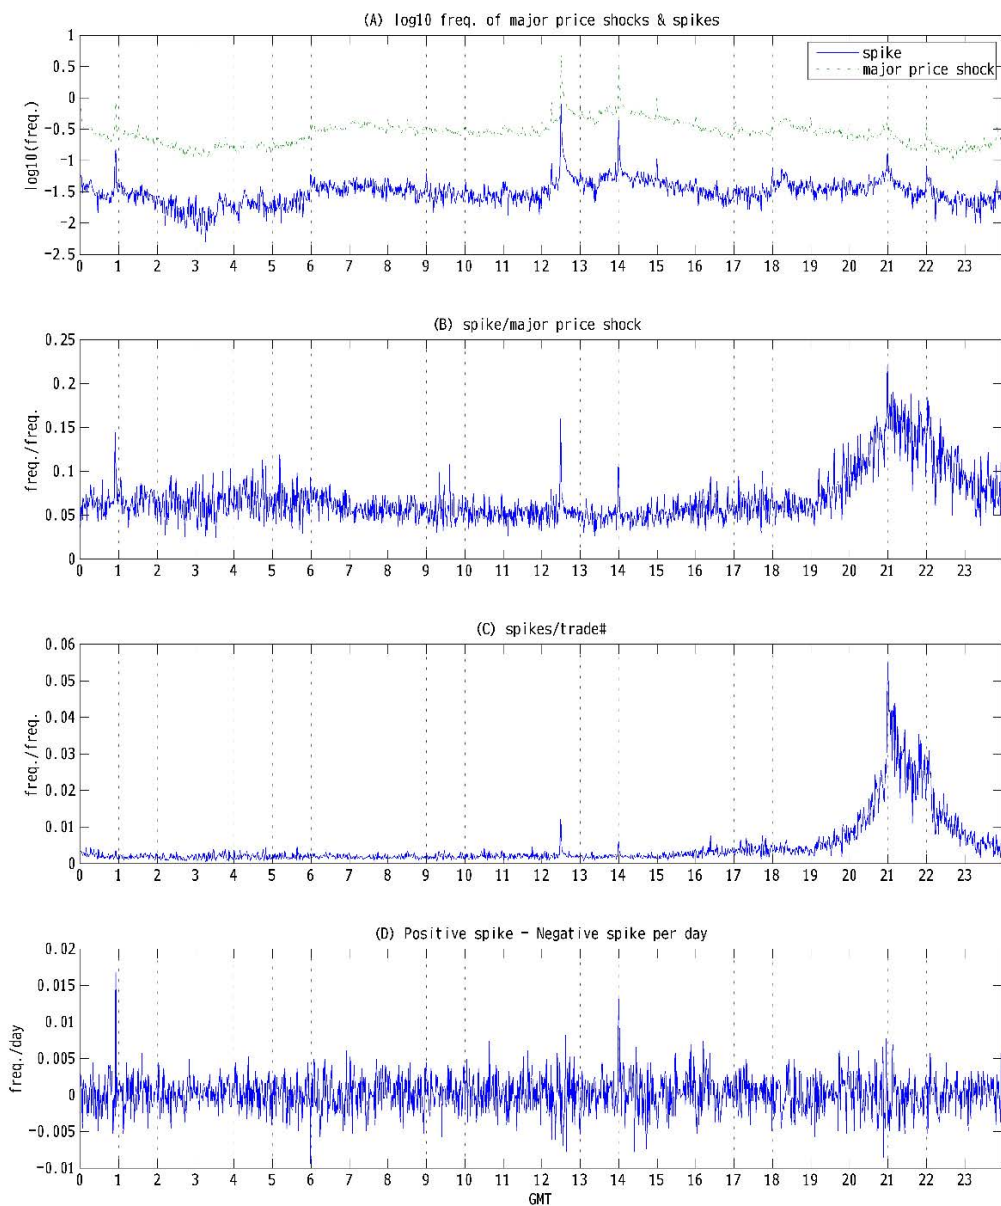 (A) log10 freq. of major price shocks & spikes
1
0.5
0
-0.5
-1
-1.5
-2
-2.5
log10(freq.)
spike
major price shock
0 1 2 3 4 5 6 7 8 9 10 11 12 13 14 15 16 17 18 19 20 21 22 23
(B) spike/major price shock
0.25
0.2
0.15
0.1
0.05
0
freq./freq.
0 1 2 3 4 5 6 7 8 9 10 11 12 13 14 15 16 17 18 19 20 21 22 23
(C) spikes/trade#
0.06
0.05
0.04
0.03
0.02
0.01
0
freq./freq.
0 1 2 3 4 5 6 7 8 9 10 11 12 13 14 15 16 17 18 19 20 21 22 23
(D) Positive spike - Negative spike per day
0.02
0.015
0.01
0.005
0
-0.005
-0.01
freq./day
0 1 2 3 4 5 6 7 8 9 10 11 12 13 14 15 16 17 18 19 20 21 22 23
GMT